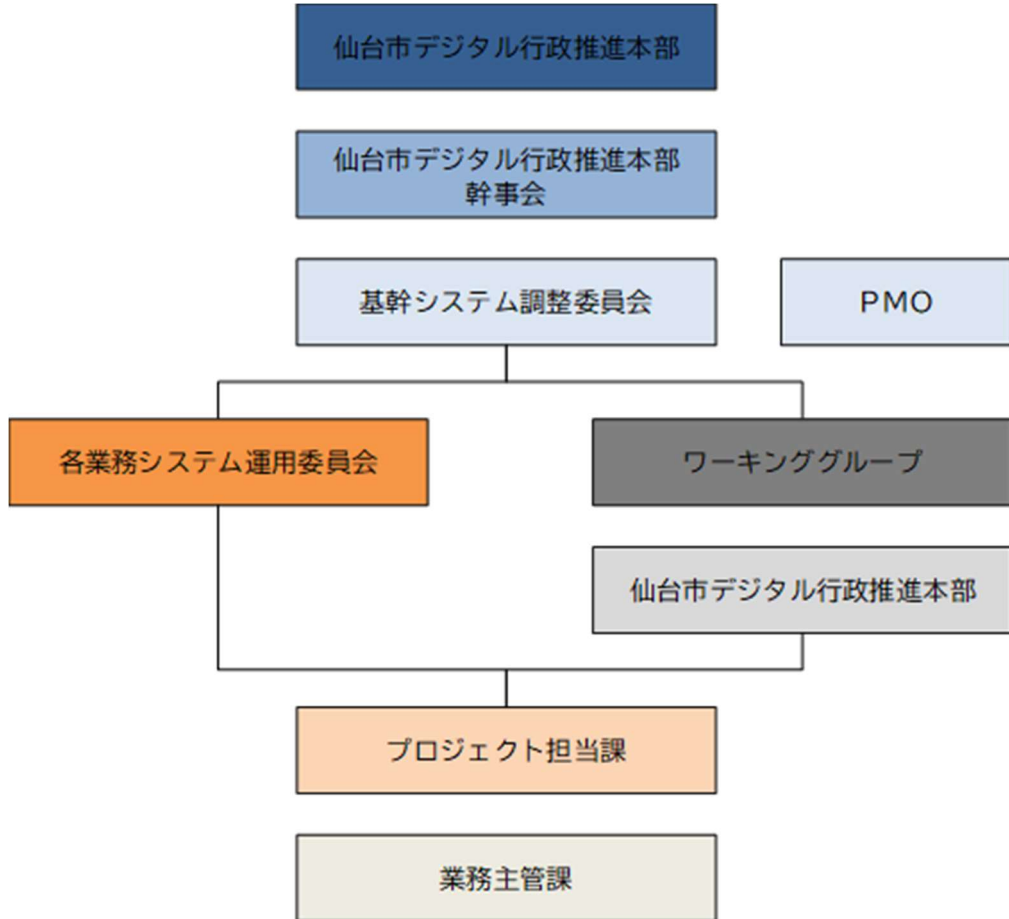 仙台市デジタル行政推進本部
仙台市デジタル行政推進本部
幹事会
基幹システム調整委員会
ＰＭＯ
各業務システム運用委員会
ワーキンググループ
仙台市デジタル行政推進本部
プロジェクト担当課
業務主管課